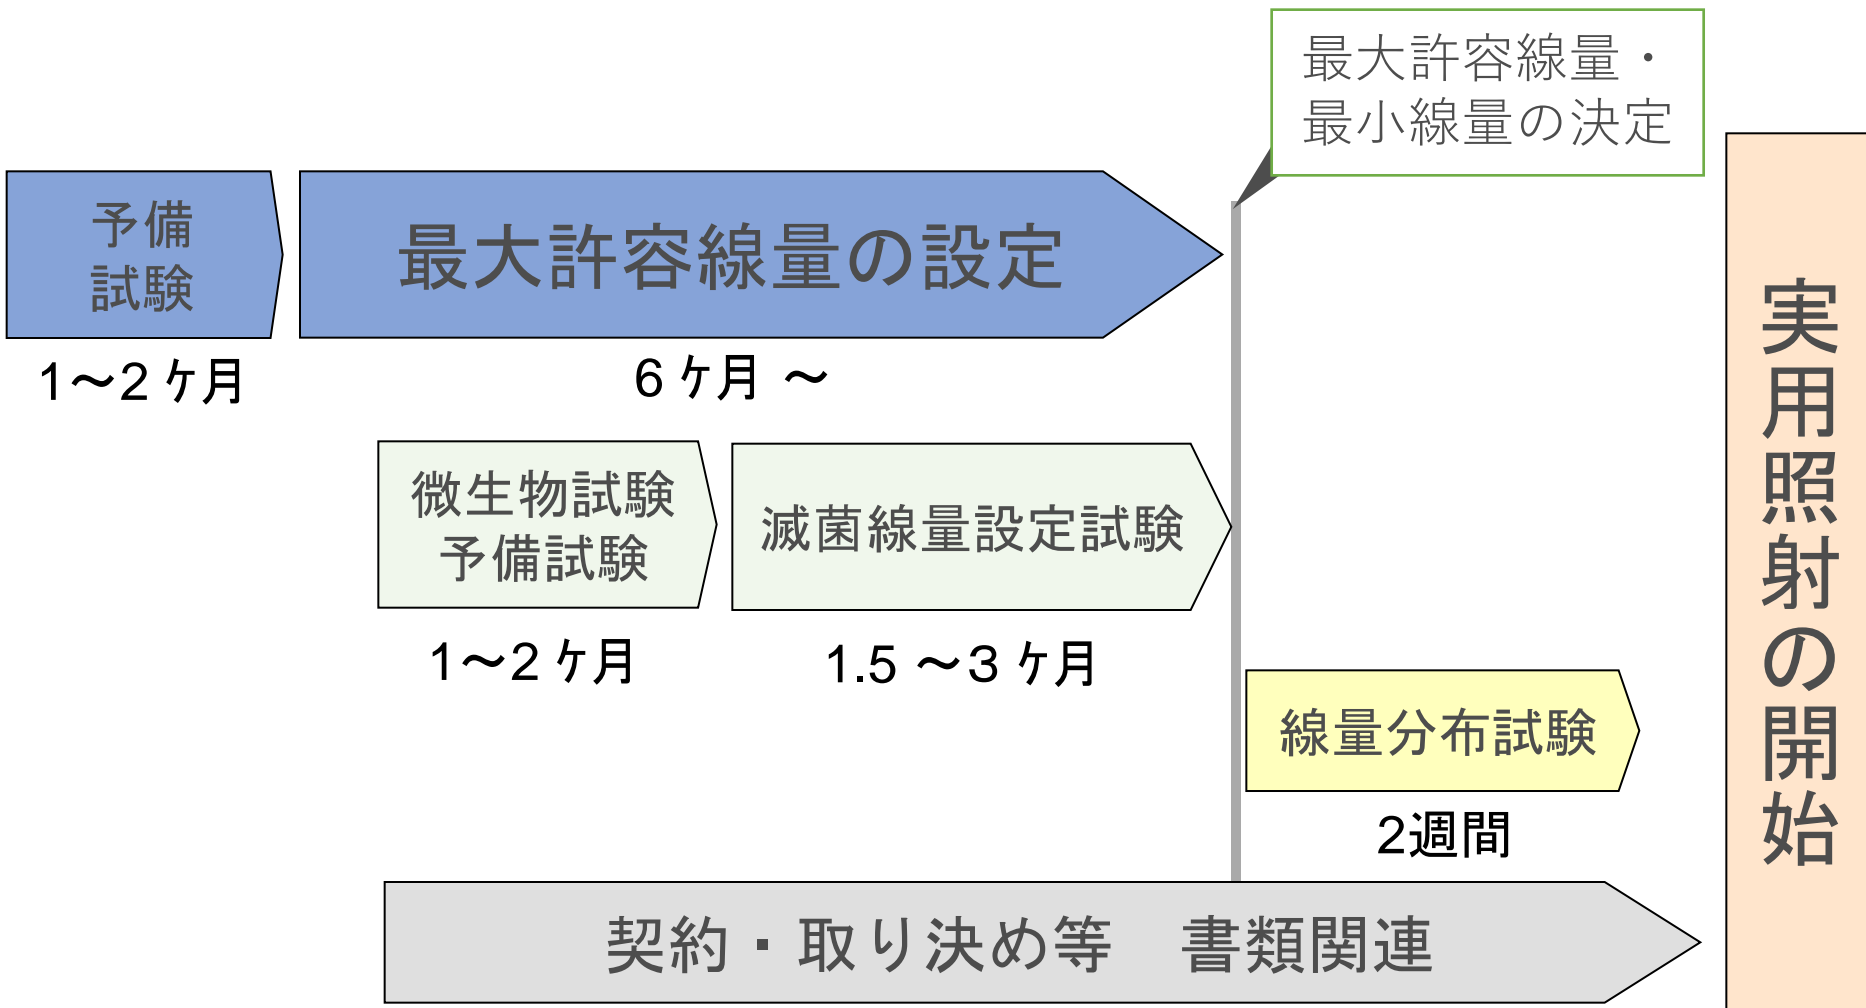 最大許容線量・
最小線量の決定
予備
試験
最大許容線量の設定
1～2 ｹ月
6 ｹ月 ～
微生物試験
予備試験
滅菌線量設定試験
1～2 ｹ月
1.5 ～3 ｹ月
線量分布試験
2週間
契約・取り決め等　書類関連
実用照射の開始